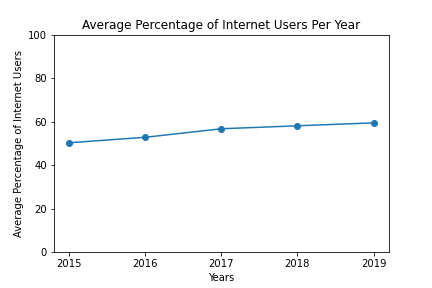 Average Percentage of Internet Users Per Year
Average Percentage of Internet Users
100
80
60
40
20
0
2015 2016 2017 2018 2019
Years